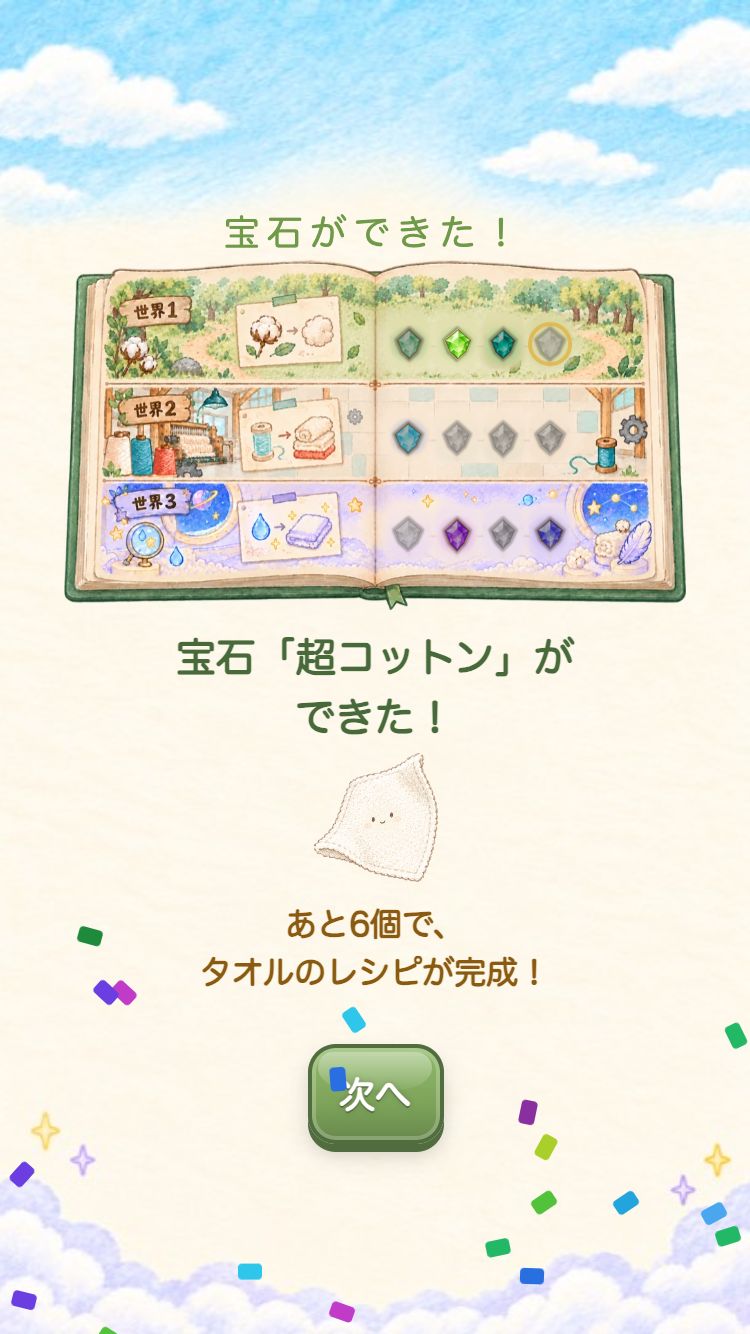 宝石ができた！
世界1
世界2
世界3
宝石「超コットン」が
できた！
あと6個で、
タオルのレシピが完成！
次へ